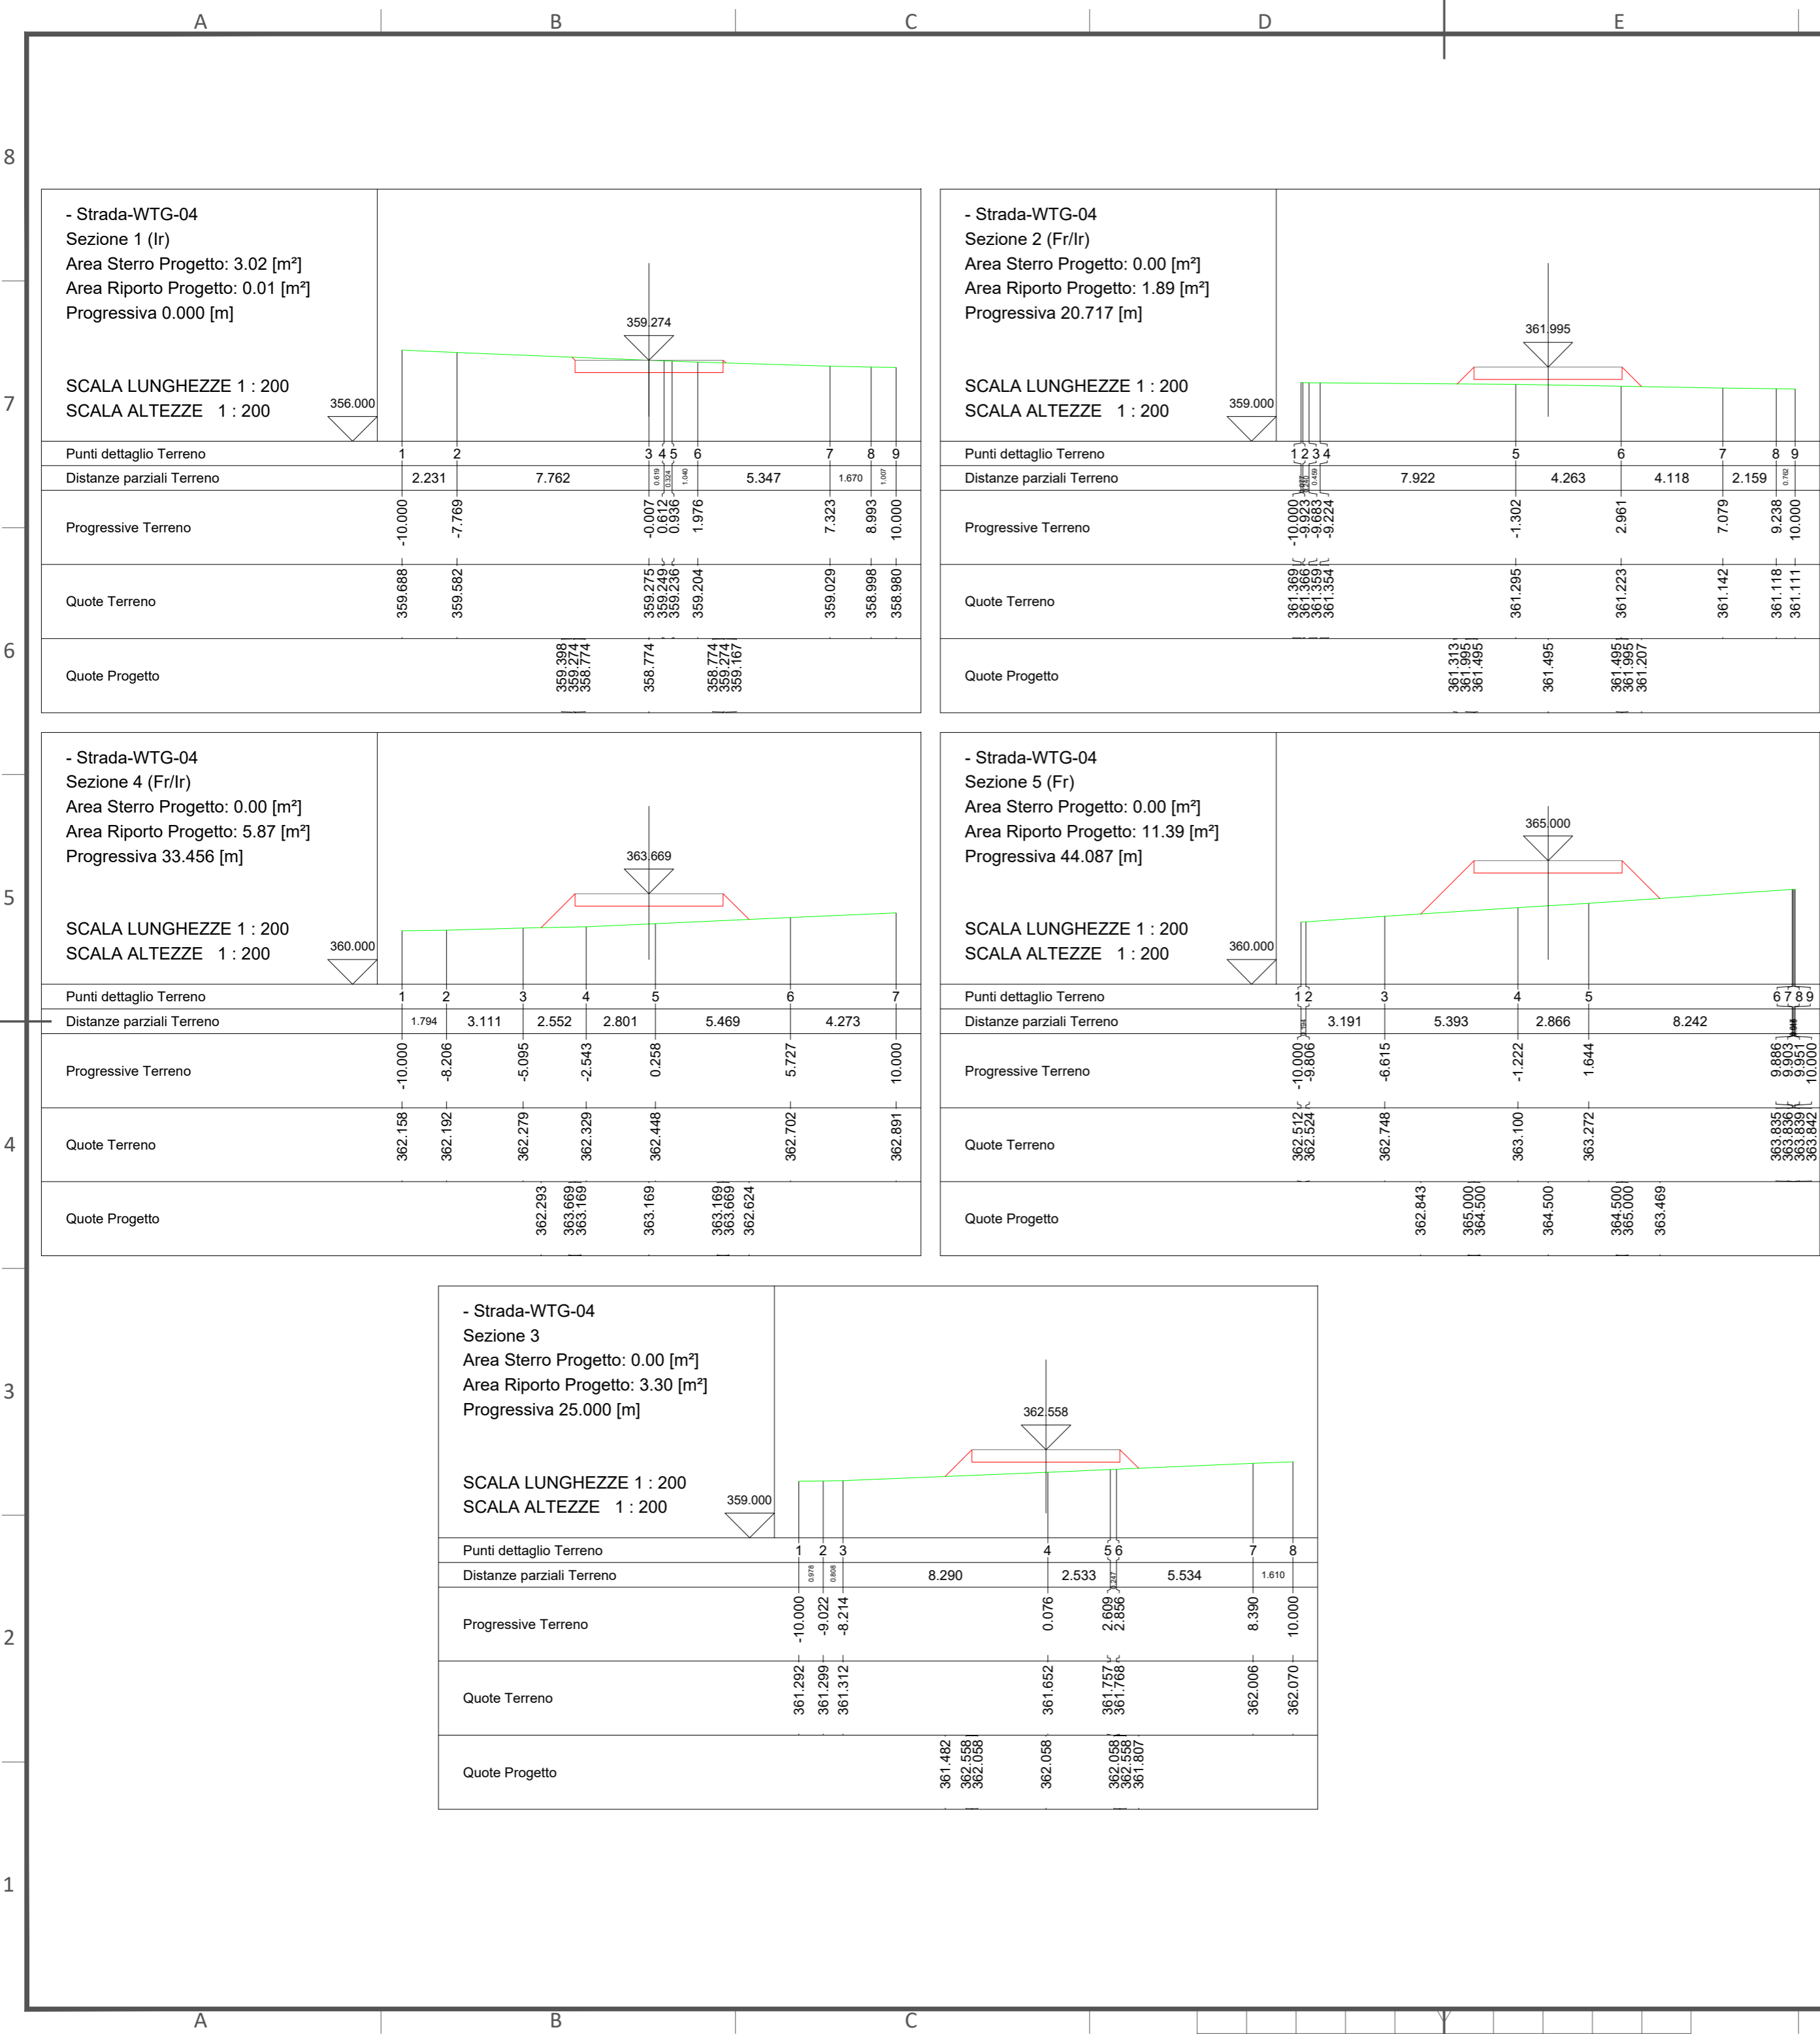 A B C D E
8
7
6
5
4
3
2
1
- Strada-WTG-04
Sezione 1 (Ir)
Area Sterro Progetto: 3.02 [m²]
Area Riporto Progetto: 0.01 [m²]
Progressiva 0.000 [m]
SCALA LUNGHEZZE 1 : 200
SCALA ALTEZZE 1 : 200
356.000
359.274
Punti dettaglio Terreno 1 2 3 4 5 6 7 8 9
Distanze parziali Terreno 2.231 7.762 0.619 0.324 1.040 5.347 1.670 1.007
Progressive Terreno -10.000 -7.769 -0.007 0.612 0.936 1.976 7.323 8.993 10.000
Quote Terreno 359.688 359.582 359.275 359.249 359.236 359.204 359.029 358.998 358.980
Quote Progetto 359.398 359.274 358.774 358.774 358.774 359.274 359.167
- Strada-WTG-04
Sezione 2 (Fr/Ir)
Area Sterro Progetto: 0.00 [m²]
Area Riporto Progetto: 1.89 [m²]
Progressiva 20.717 [m]
SCALA LUNGHEZZE 1 : 200
SCALA ALTEZZE 1 : 200
359.000
361.995
Punti dettaglio Terreno 1 2 3 4 5 6 7 8 9
Distanze parziali Terreno 0.459 7.922 4.263 4.118 2.159 0.762
Progressive Terreno -10.000 -9.923 -9.683 -9.224 -1.302 2.961 7.079 9.238 10.000
Quote Terreno 361.369 361.366 361.359 361.354 361.295 361.223 361.142 361.118 361.111
Quote Progetto 361.313 361.995 361.495 361.495 361.495 361.995 361.207
- Strada-WTG-04
Sezione 4 (Fr/Ir)
Area Sterro Progetto: 0.00 [m²]
Area Riporto Progetto: 5.87 [m²]
Progressiva 33.456 [m]
SCALA LUNGHEZZE 1 : 200
SCALA ALTEZZE 1 : 200
360.000
363.669
Punti dettaglio Terreno 1 2 3 4 5 6 7
Distanze parziali Terreno 1.794 3.111 2.552 2.801 5.469 4.273
Progressive Terreno -10.000 -8.206 -5.095 -2.543 0.258 5.727 10.000
Quote Terreno 362.158 362.192 362.279 362.329 362.448 362.702 362.891
Quote Progetto 362.293 363.669 363.169 363.169 363.169 363.669 362.624
- Strada-WTG-04
Sezione 5 (Fr)
Area Sterro Progetto: 0.00 [m²]
Area Riporto Progetto: 11.39 [m²]
Progressiva 44.087 [m]
SCALA LUNGHEZZE 1 : 200
SCALA ALTEZZE 1 : 200
360.000
365.000
Punti dettaglio Terreno 1 2 3 4 5 6 7 8 9
Distanze parziali Terreno 0.194 3.191 5.393 2.866 8.242
Progressive Terreno -10.000 -9.806 -6.615 -1.222 1.644 9.886 9.903 9.951 10.000
Quote Terreno 362.512 362.524 362.748 363.100 363.272 363.835 363.836 363.839 363.842
Quote Progetto 362.843 365.000 364.500 364.500 364.500 365.000 363.469
- Strada-WTG-04
Sezione 3
Area Sterro Progetto: 0.00 [m²]
Area Riporto Progetto: 3.30 [m²]
Progressiva 25.000 [m]
SCALA LUNGHEZZE 1 : 200
SCALA ALTEZZE 1 : 200
359.000
362.558
Punti dettaglio Terreno 1 2 3 4 5 6 7 8
Distanze parziali Terreno 0.978 0.808 8.290 2.533 0.247 5.534 1.610
Progressive Terreno -10.000 -9.022 -8.214 0.076 2.609 2.856 8.390 10.000
Quote Terreno 361.292 361.299 361.312 361.652 361.757 361.768 362.006 362.070
Quote Progetto 361.482 362.558 362.058 362.058 362.058 362.558 361.807
A B C